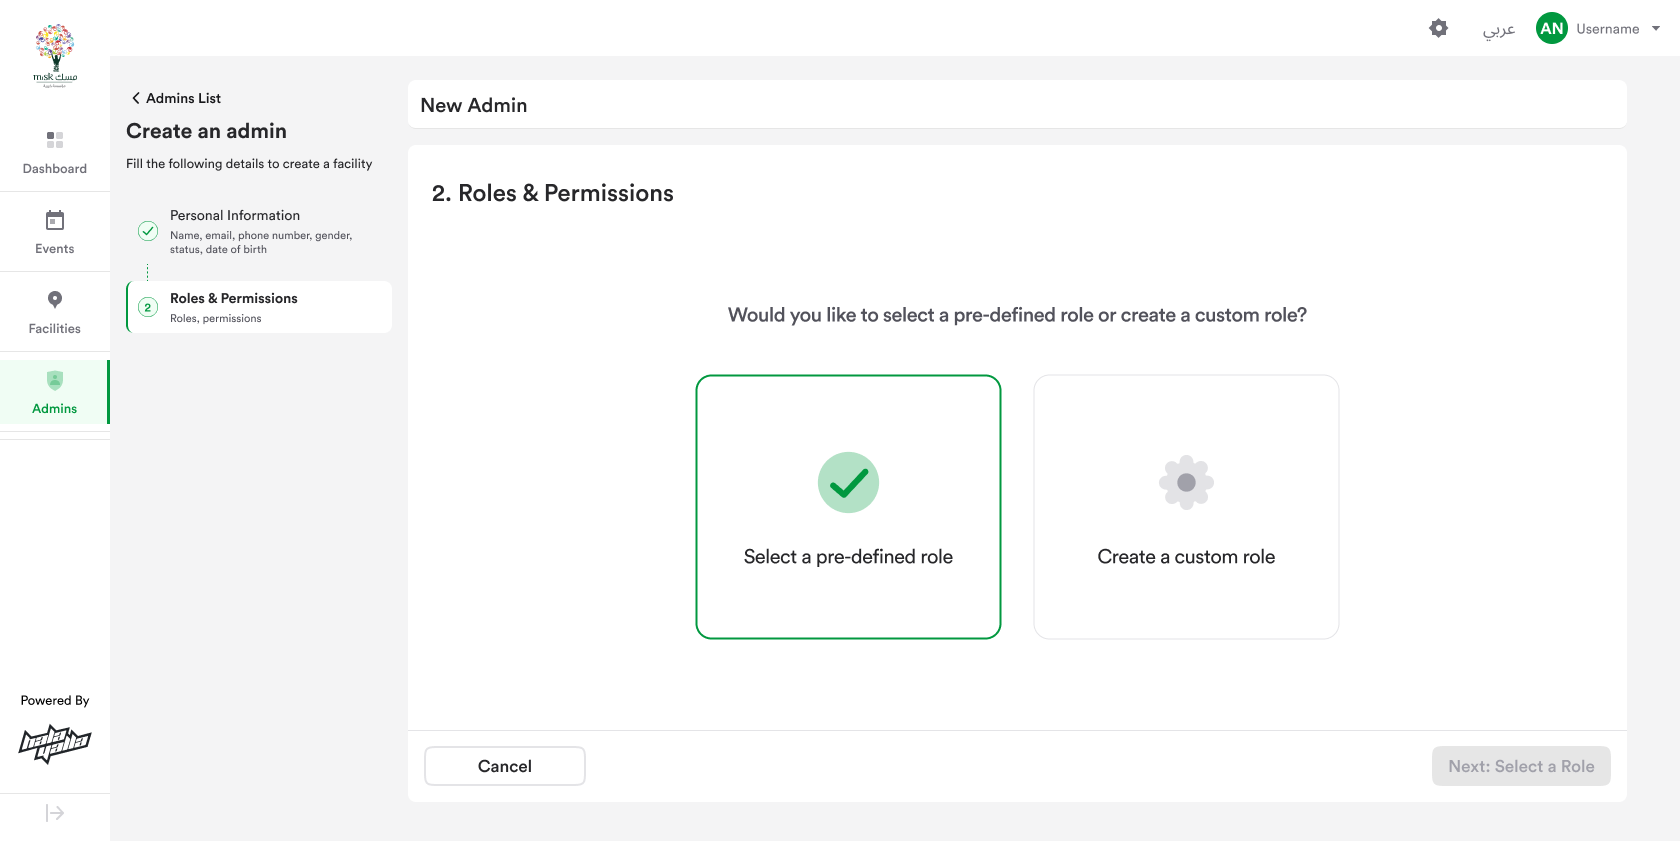 misk مسك
عربي
AN
Username
Dashboard
Events
Facilities
Admins
Powered By
Admins List
Create an admin
Fill the following details to create a facility
Personal Information
Name, email, phone number, gender,
status, date of birth
2
Roles & Permissions
Roles, permissions
New Admin
2. Roles & Permissions
Would you like to select a pre-defined role or create a custom role?
Select a pre-defined role
Create a custom role
Cancel
Next: Select a Role